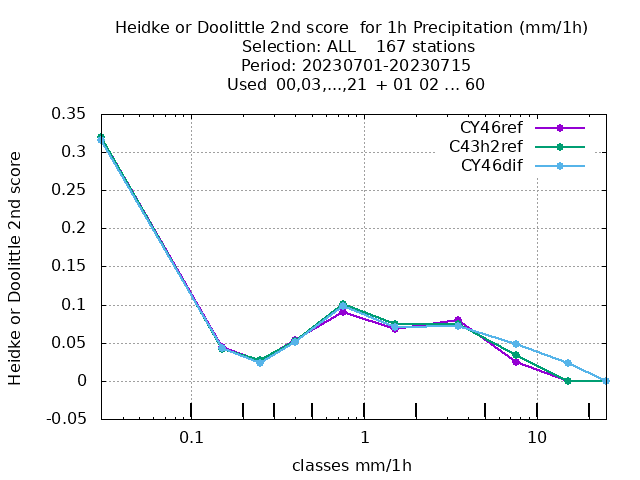 Heidke or Doolittle 2nd score  for 1h Precipitation (mm/1h)
Selection: ALL    167 stations
Period: 20230701-20230715
Used  00,03,...,21  + 01 02 ... 60
Heidke or Doolittle 2nd score
0.35
0.3
0.25
0.2
0.15
0.1
0.05
0
-0.05
CY46ref
C43h2ref
CY46dif
0.1
1
10
classes mm/1h